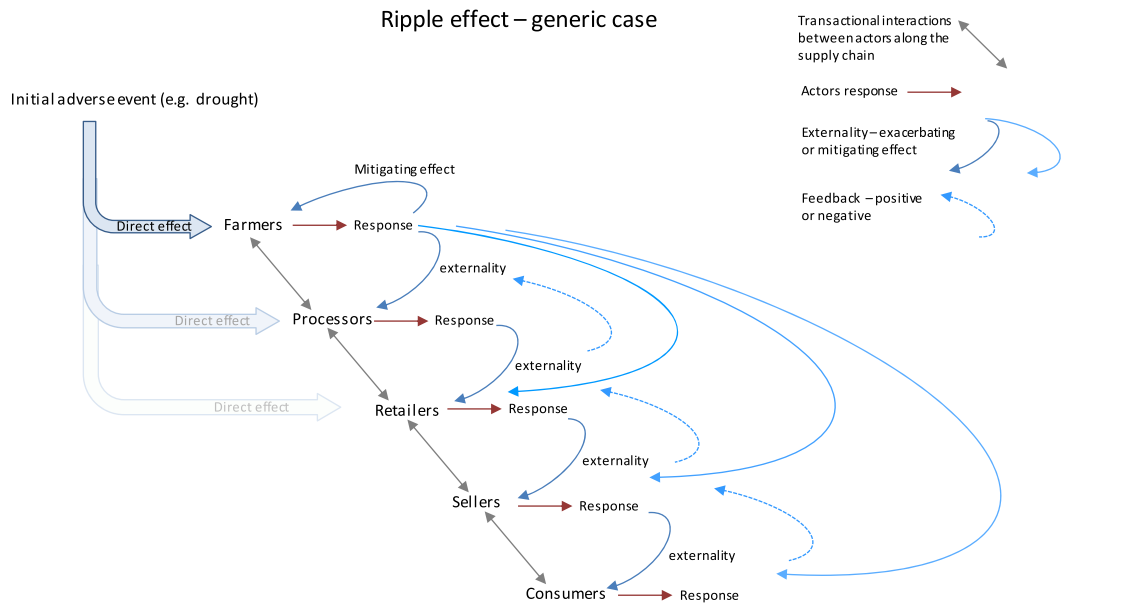 Ripple effect – generic case
Transactional interactions
between actors along the
supply chain
Actors response
Externality – exacerbating
or mitigating effect
Feedback – positive
or negative
Initial adverse event (e.g. drought)
Mitigating effect
Direct effect
Farmers
Response
externality
Direct effect
Processors
Response
externality
Direct effect
Retailers
Response
externality
Sellers
Response
externality
Consumers
Response